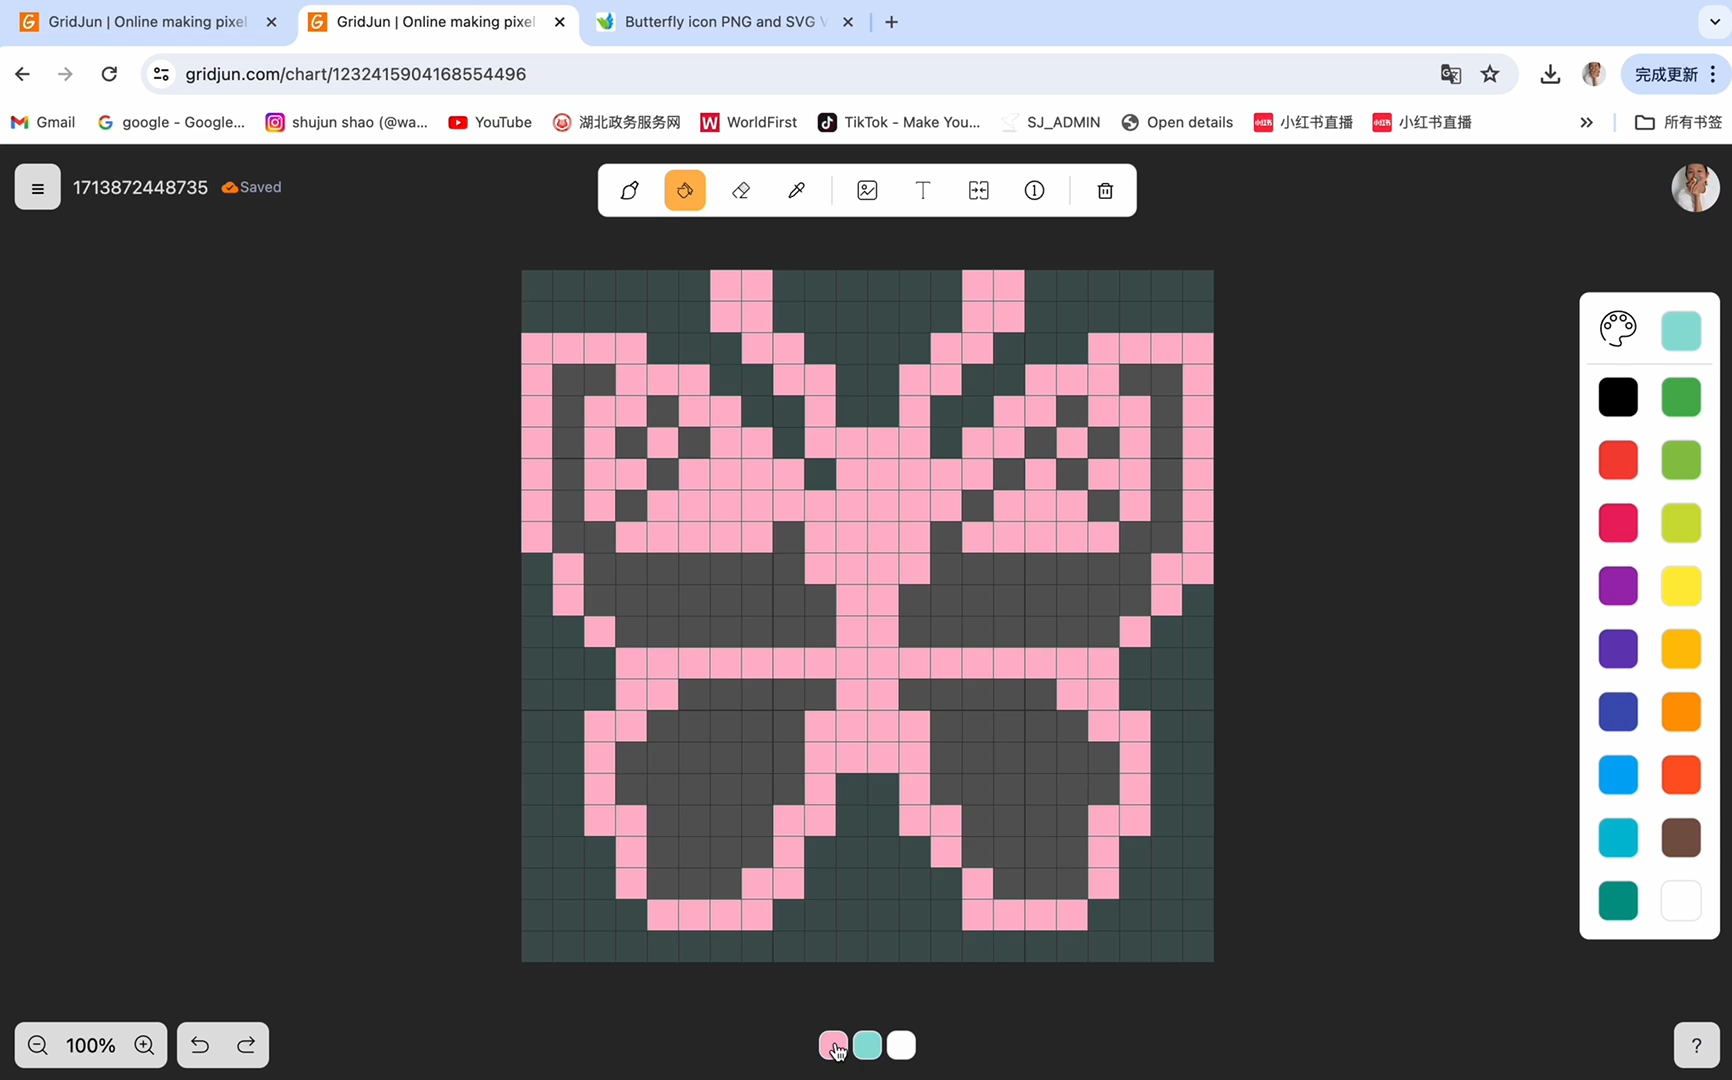 GridJun | Online making pixel
GridJun | Online making pixel
Butterfly icon PNG and SVG V
gridjun.com/chart/1232415904168554496
完成更新
Gmail
google - Google...
shujun shao (@wa...
YouTube
湖北政务服务网
WorldFirst
TikTok - Make You...
SJ_ADMIN
Open details
小红书直播
小红书直播
所有书签
1713872448735
Saved
T
1
100%
?